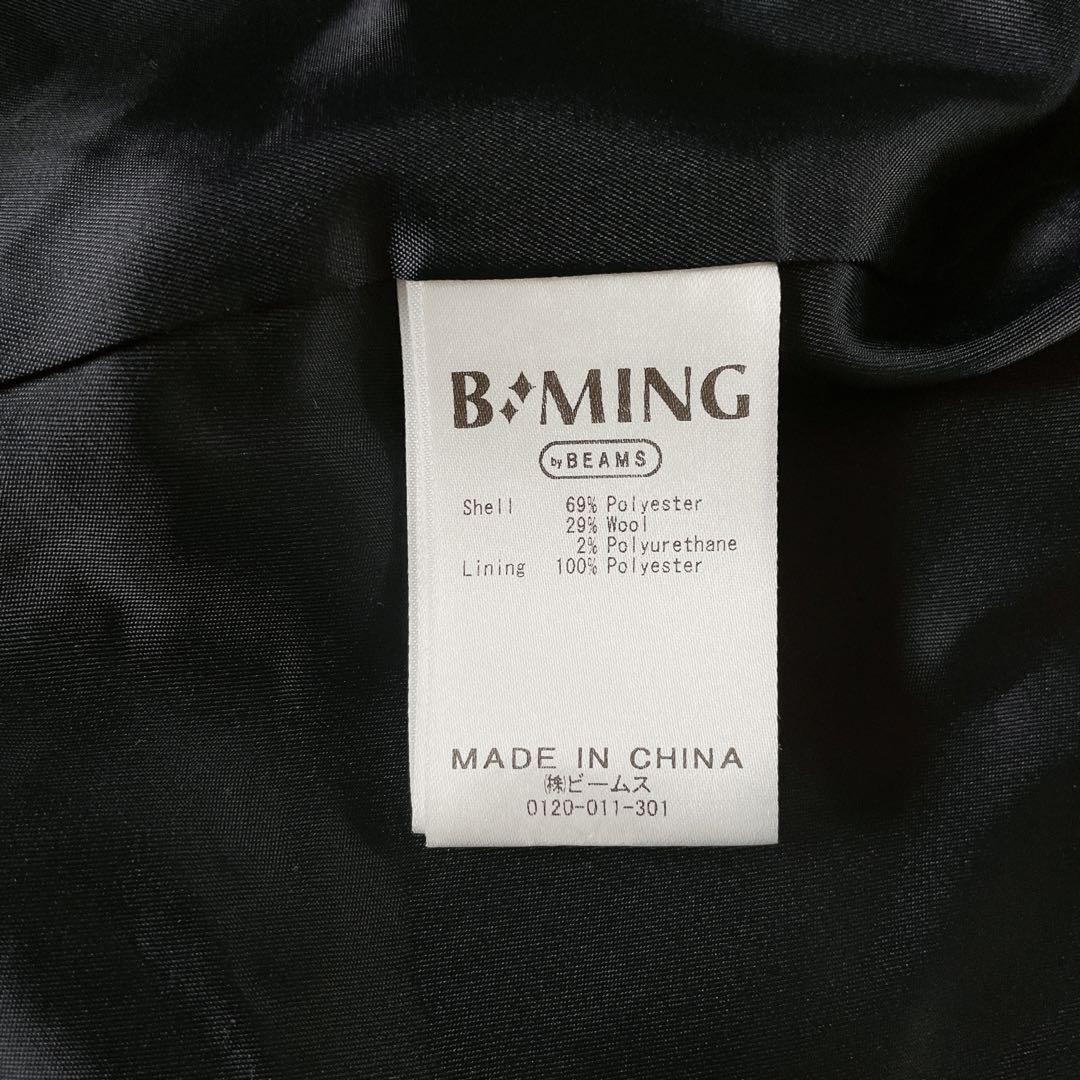 B:MING
by BEAMS
Shell 69% Polyester
29% Wool
2% Polyurethane
Lining 100% Polyester
MADE IN CHINA
㈱ビームス
0120-011-301